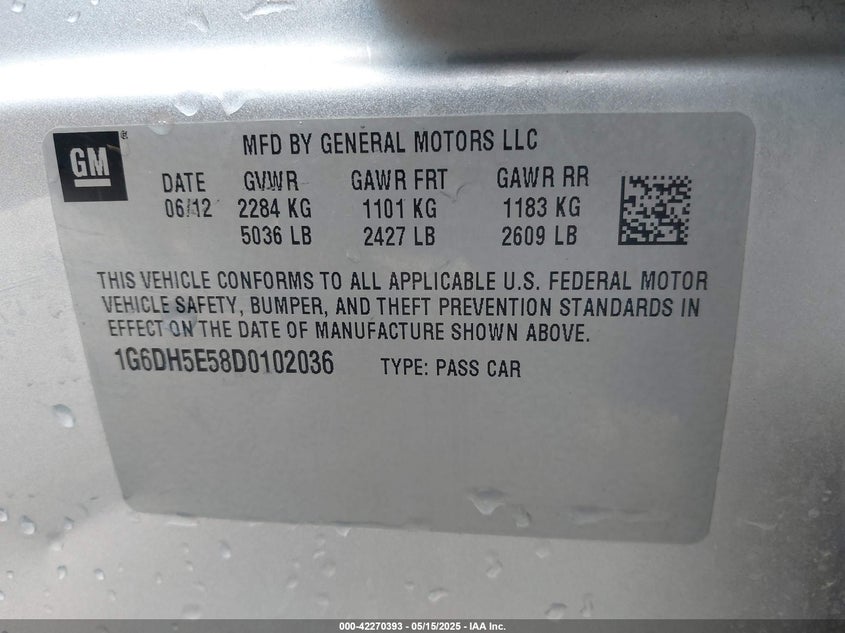 GM®
MFD BY GENERAL MOTORS LLC
DATE GVWR GAWR FRT GAWR RR
06/12 2284 KG 1101 KG 1183 KG
5036 LB 2427 LB 2609 LB
THIS VEHICLE CONFORMS TO ALL APPLICABLE U.S. FEDERAL MOTOR
VEHICLE SAFETY, BUMPER, AND THEFT PREVENTION STANDARDS IN
EFFECT ON THE DATE OF MANUFACTURE SHOWN ABOVE.
1G6DH5E58D0102036 TYPE: PASS CAR
000-42270393 - 05/15/2025 - IAA Inc.